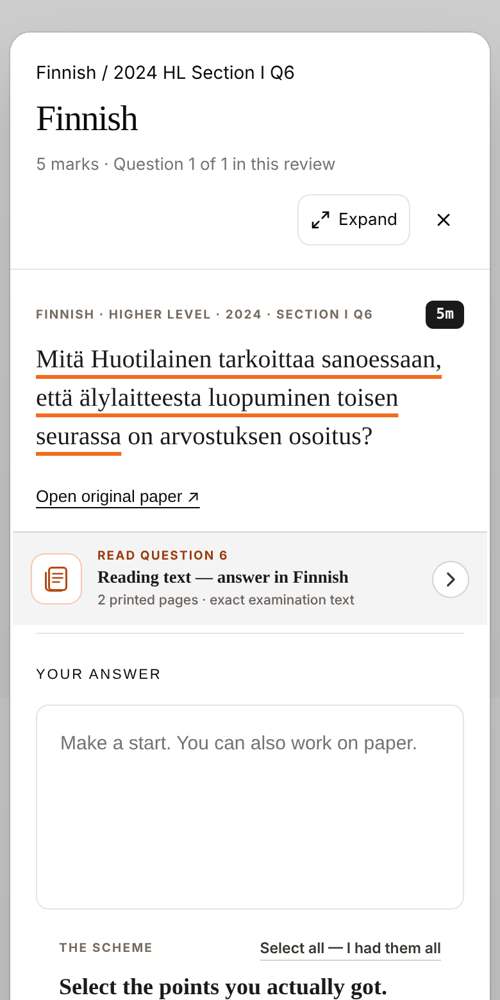 Finnish / 2024 HL Section I Q6
Finnish
5 marks · Question 1 of 1 in this review
Expand
FINNISH · HIGHER LEVEL · 2024 · SECTION I Q6
5m
Mitä Huotilainen tarkoittaa sanoessaan,
että älylaitteesta luopuminen toisen
seurassa on arvostuksen osoitus?
Open original paper ↗
READ QUESTION 6
Reading text — answer in Finnish
2 printed pages · exact examination text
YOUR ANSWER
Make a start. You can also work on paper.
THE SCHEME
Select all — I had them all
Select the points you actually got.